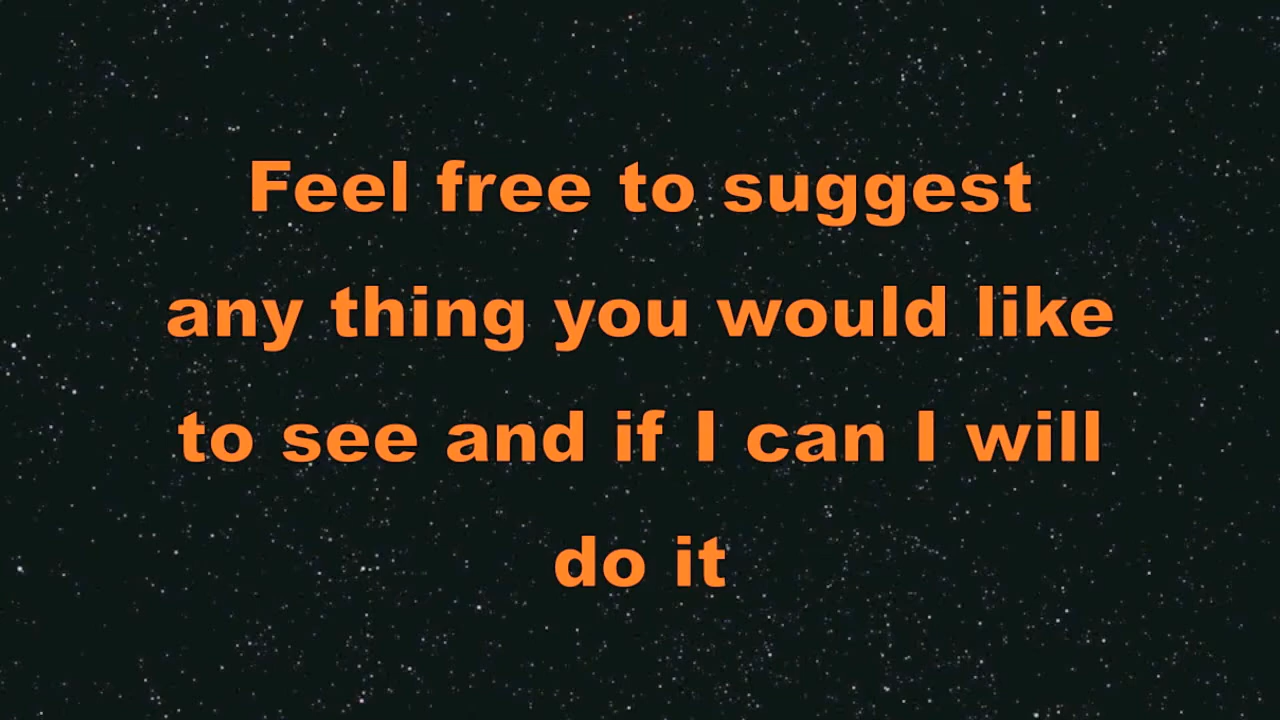 Feel free to suggest
any thing you would like
to see and if I can I will
do it